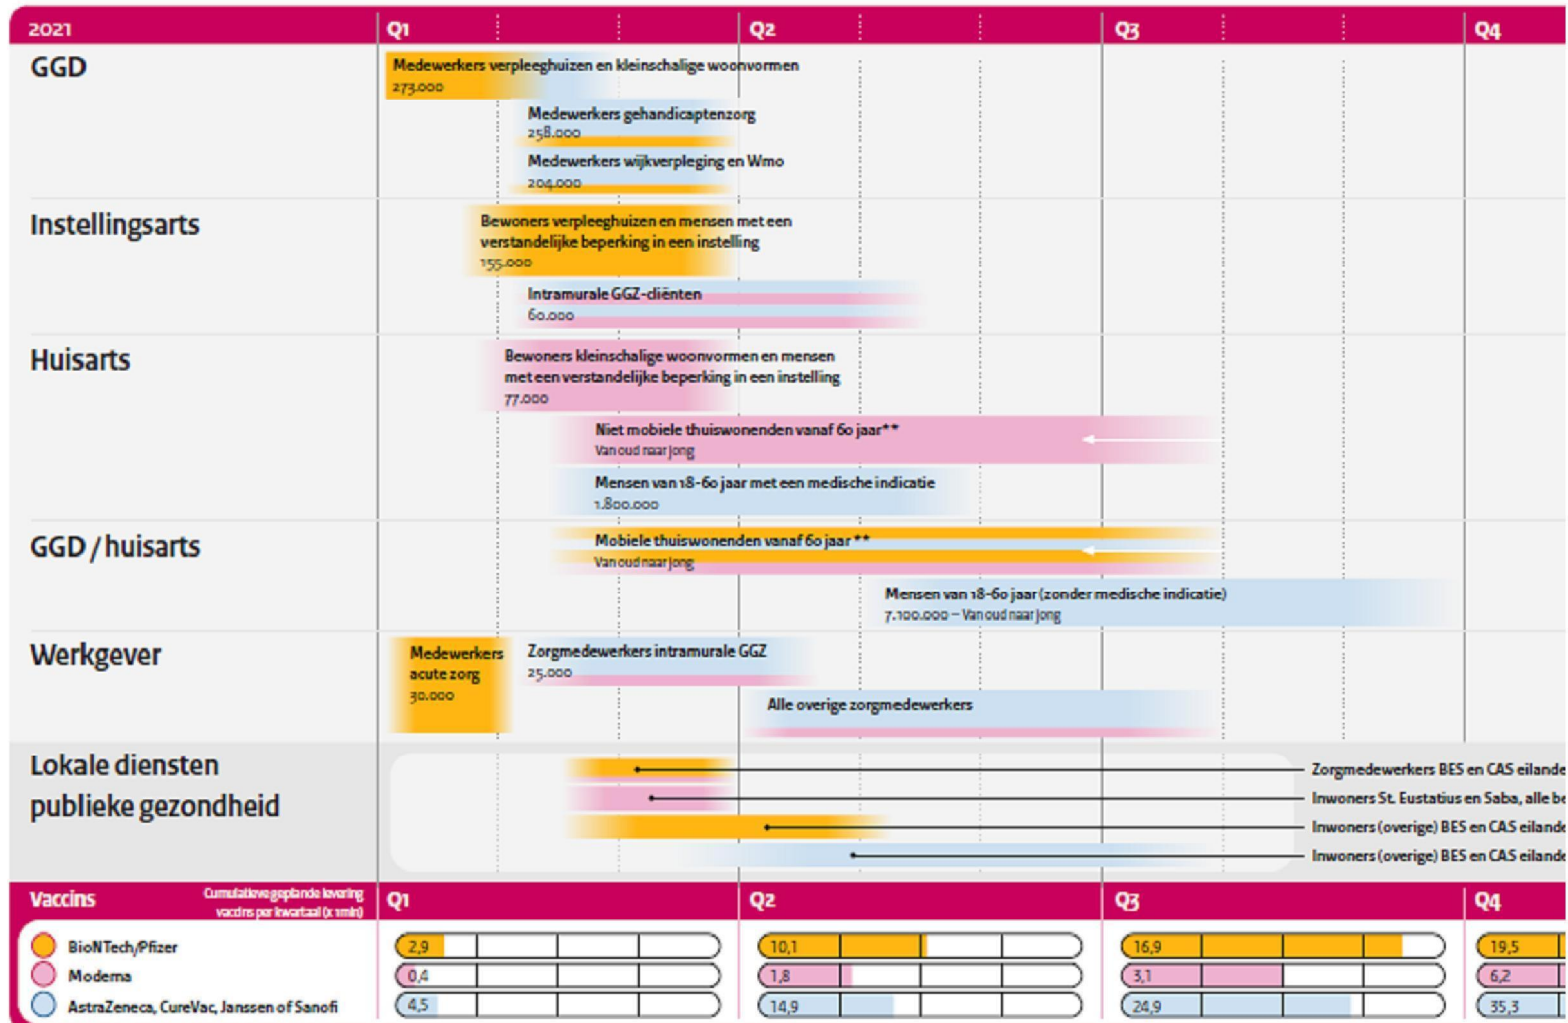 2021 Q1 Q2 Q3 Q4
GGD
Medewerkers verpleeghuizen en kleinschalige woonvormen
273.000
Medewerkers gehandicaptenzorg
258.000
Medewerkers wijkverpleging en Wmo
204.000
Instellingsarts
Bewoners verpleeghuizen en mensen met een
verstandelijke beperking in een instelling
155.000
Intramurale GGZ-cliënten
60.000
Huisarts
Bewoners kleinschalige woonvormen en mensen
met een verstandelijke beperking in een instelling
77.000
Niet mobiele thuiswonenden vanaf 60 jaar**
Van oud naar jong
Mensen van 18-60 jaar met een medische indicatie
1.800.000
GGD / huisarts
Mobiele thuiswonenden vanaf 60 jaar **
Van oud naar jong
Mensen van 18-60 jaar (zonder medische indicatie)
7.100.000 – Van oud naar jong
Werkgever
Medewerkers
acute zorg
30.000
Zorgmedewerkers intramurale GGZ
25.000
Alle overige zorgmedewerkers
Lokale diensten
publieke gezondheid
Zorgmedewerkers BES en CAS eilande
Inwoners St. Eustatius en Saba, alle be
Inwoners (overige) BES en CAS eilande
Inwoners (overige) BES en CAS eilande
Vaccins
Cumulatieve geplande levering
vaccins per kwartaal (x 1 mln)
Q1 Q2 Q3 Q4
BioNTech/Pfizer 2,9 10,1 16,9 19,5
Moderna 0,4 1,8 3,1 6,2
AstraZeneca, CureVac, Janssen of Sanofi 4,5 14,9 24,9 35,3